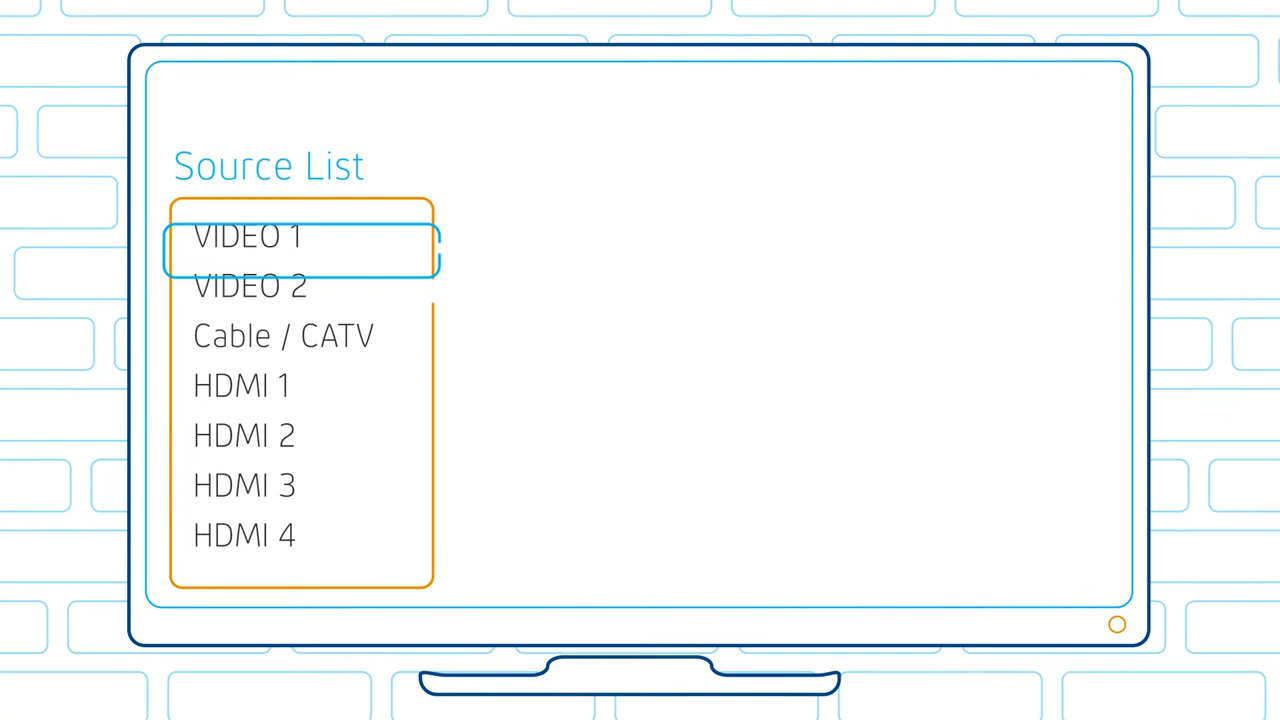 Source List
VIDEO 1
VIDEO 2
Cable / CATV
HDMI 1
HDMI 2
HDMI 3
HDMI 4